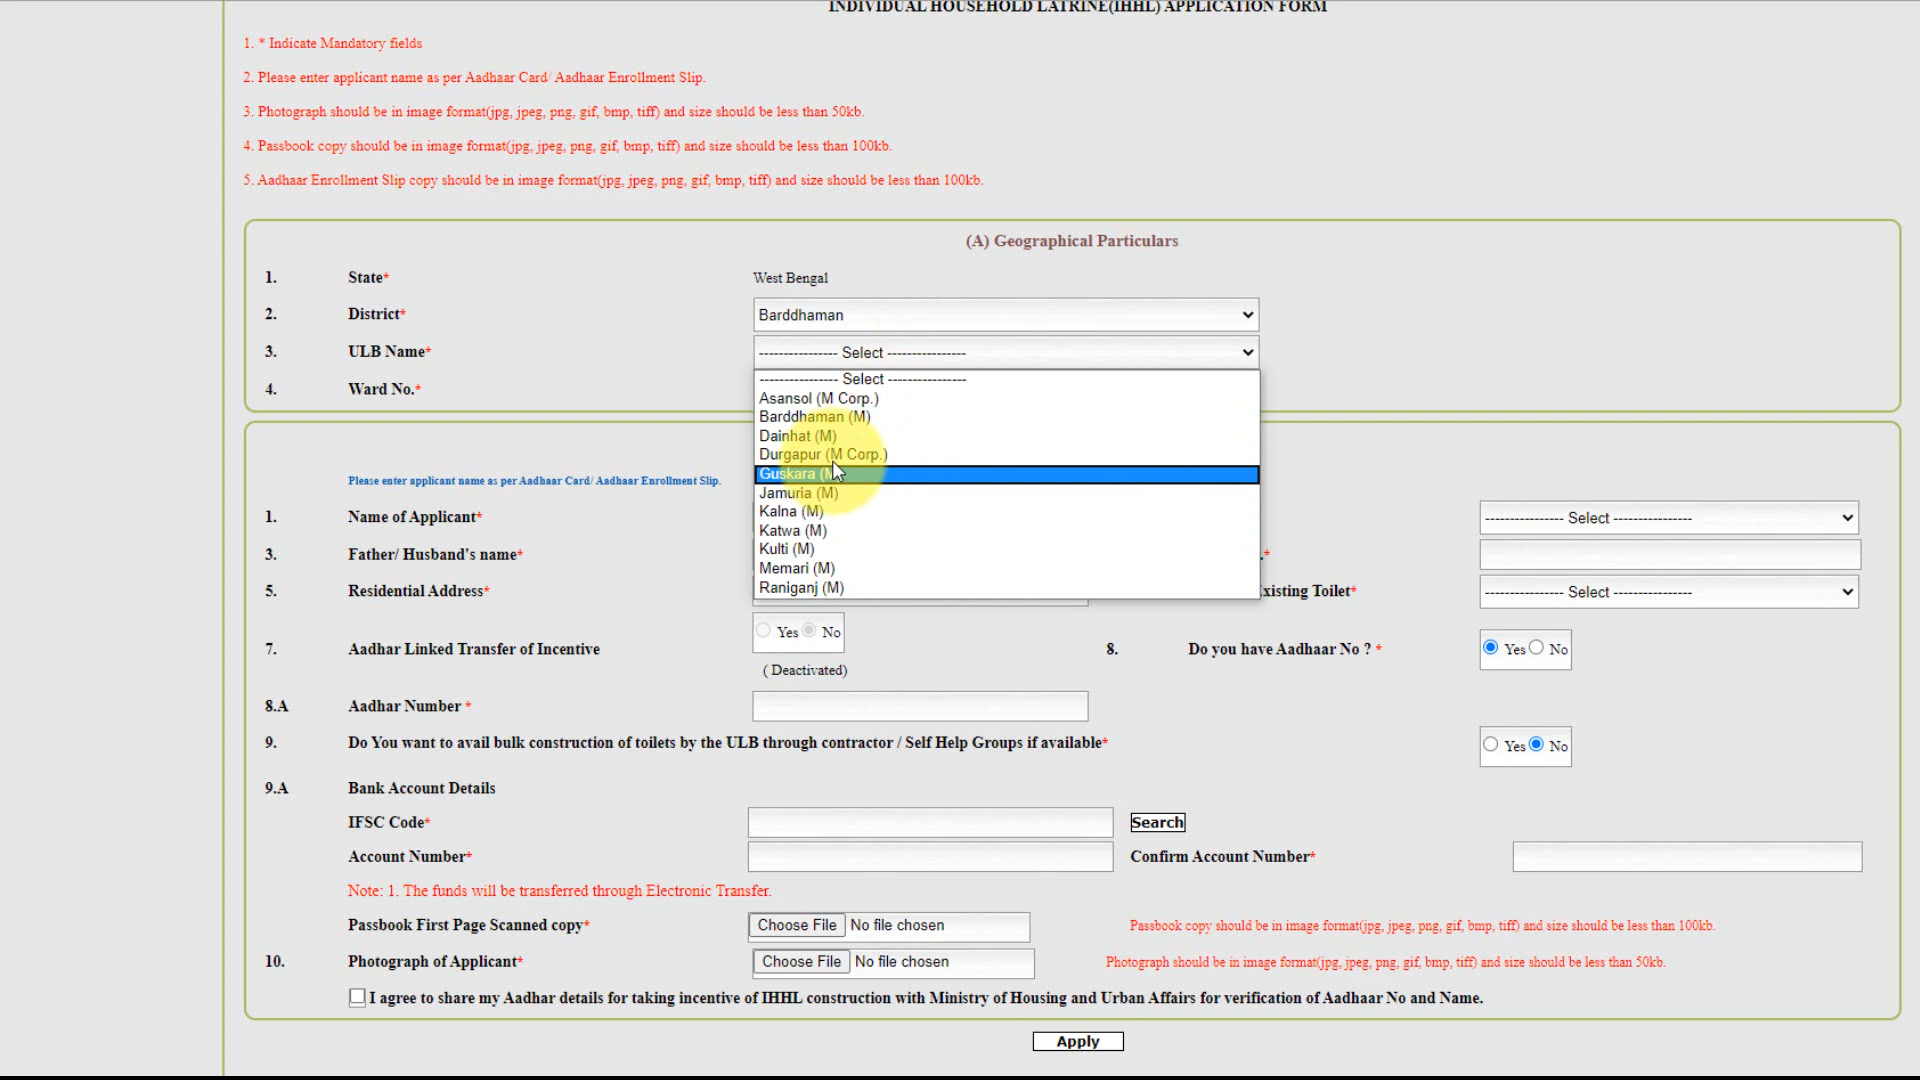 INDIVIDUAL HOUSEHOLD LATRINE(IHHL) APPLICATION FORM
1. * Indicate Mandatory fields
2. Please enter applicant name as per Aadhaar Card/ Aadhaar Enrollment Slip.
3. Photograph should be in image format(jpg, jpeg, png, gif, bmp, tiff) and size should be less than 50kb.
4. Passbook copy should be in image format(jpg, jpeg, png, gif, bmp, tiff) and size should be less than 100kb.
5. Aadhaar Enrollment Slip copy should be in image format(jpg, jpeg, png, gif, bmp, tiff) and size should be less than 100kb.
(A) Geographical Particulars
1. State* West Bengal
2. District* Barddhaman
3. ULB Name* ---------------- Select ----------------
4. Ward No.*
---------------- Select ----------------
Asansol (M Corp.)
Barddhaman (M)
Dainhat (M)
Durgapur (M Corp.)
Guskara (M
Jamuria (M)
Kalna (M)
Katwa (M)
Kulti (M)
Memari (M)
Raniganj (M)
Please enter applicant name as per Aadhaar Card/ Aadhaar Enrollment Slip.
1. Name of Applicant* ---------------- Select ----------------
3. Father/ Husband's name* .*
5. Residential Address* xisting Toilet* ---------------- Select ----------------
7. Aadhar Linked Transfer of Incentive Yes No 8. Do you have Aadhaar No ? * Yes No
( Deactivated)
8.A Aadhar Number *
9. Do You want to avail bulk construction of toilets by the ULB through contractor / Self Help Groups if available* Yes No
9.A Bank Account Details
IFSC Code* Search
Account Number* Confirm Account Number*
Note: 1. The funds will be transferred through Electronic Transfer.
Passbook First Page Scanned copy* Choose File No file chosen Passbook copy should be in image format(jpg, jpeg, png, gif, bmp, tiff) and size should be less than 100kb.
10. Photograph of Applicant* Choose File No file chosen Photograph should be in image format(jpg, jpeg, png, gif, bmp, tiff) and size should be less than 50kb.
I agree to share my Aadhar details for taking incentive of IHHL construction with Ministry of Housing and Urban Affairs for verification of Aadhaar No and Name.
Apply